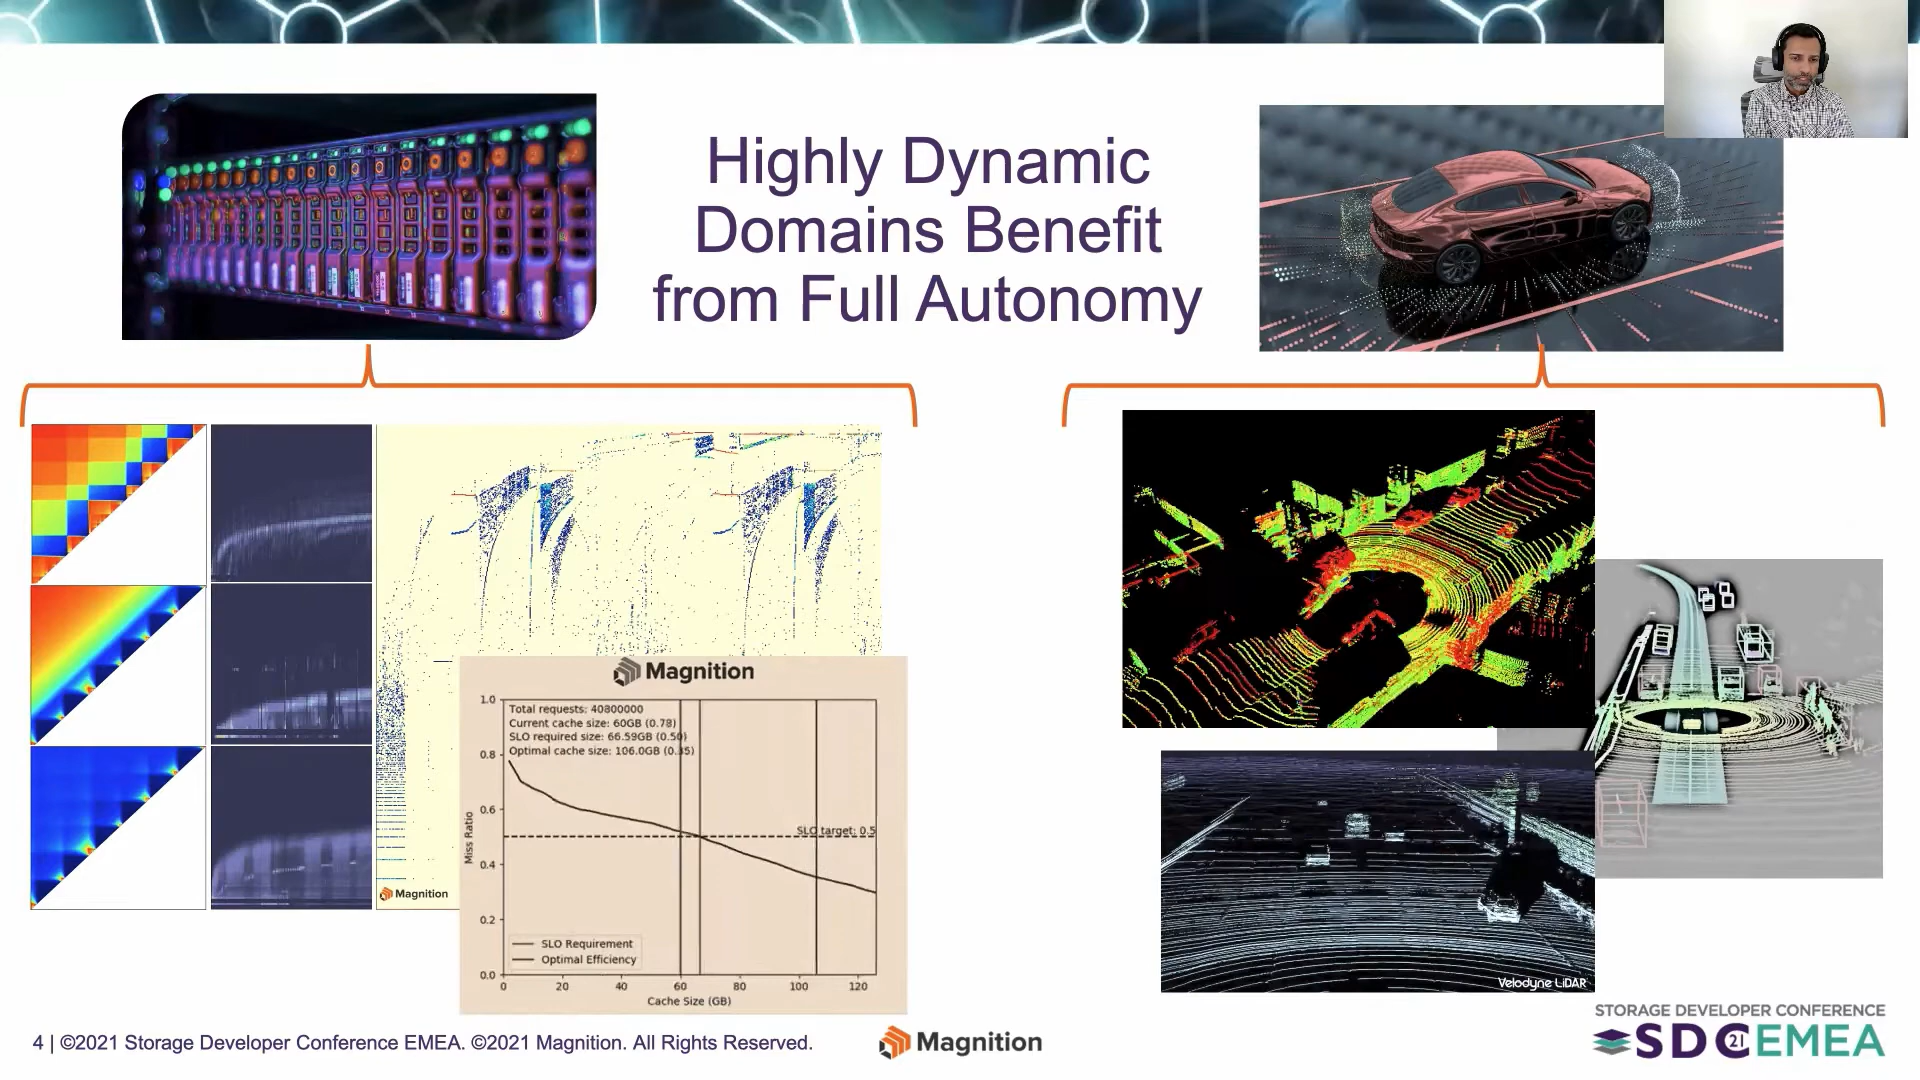 Highly Dynamic
Domains Benefit
from Full Autonomy
Magnition
Magnition
1.0
0.8
0.6
0.4
0.2
0.0
Miss Ratio
Total requests: 40800000
Current cache size: 60GB (0.78)
SLO required size: 66.59GB (0.50)
Optimal cache size: 106.0GB (0.35)
SLO target: 0.5
SLO Requirement
Optimal Efficiency
0 20 40 60 80 100 120
Cache Size (GB)
Velodyne LiDAR
4 | ©2021 Storage Developer Conference EMEA. ©2021 Magnition. All Rights Reserved.
Magnition
STORAGE DEVELOPER CONFERENCE
SDC 21 EMEA